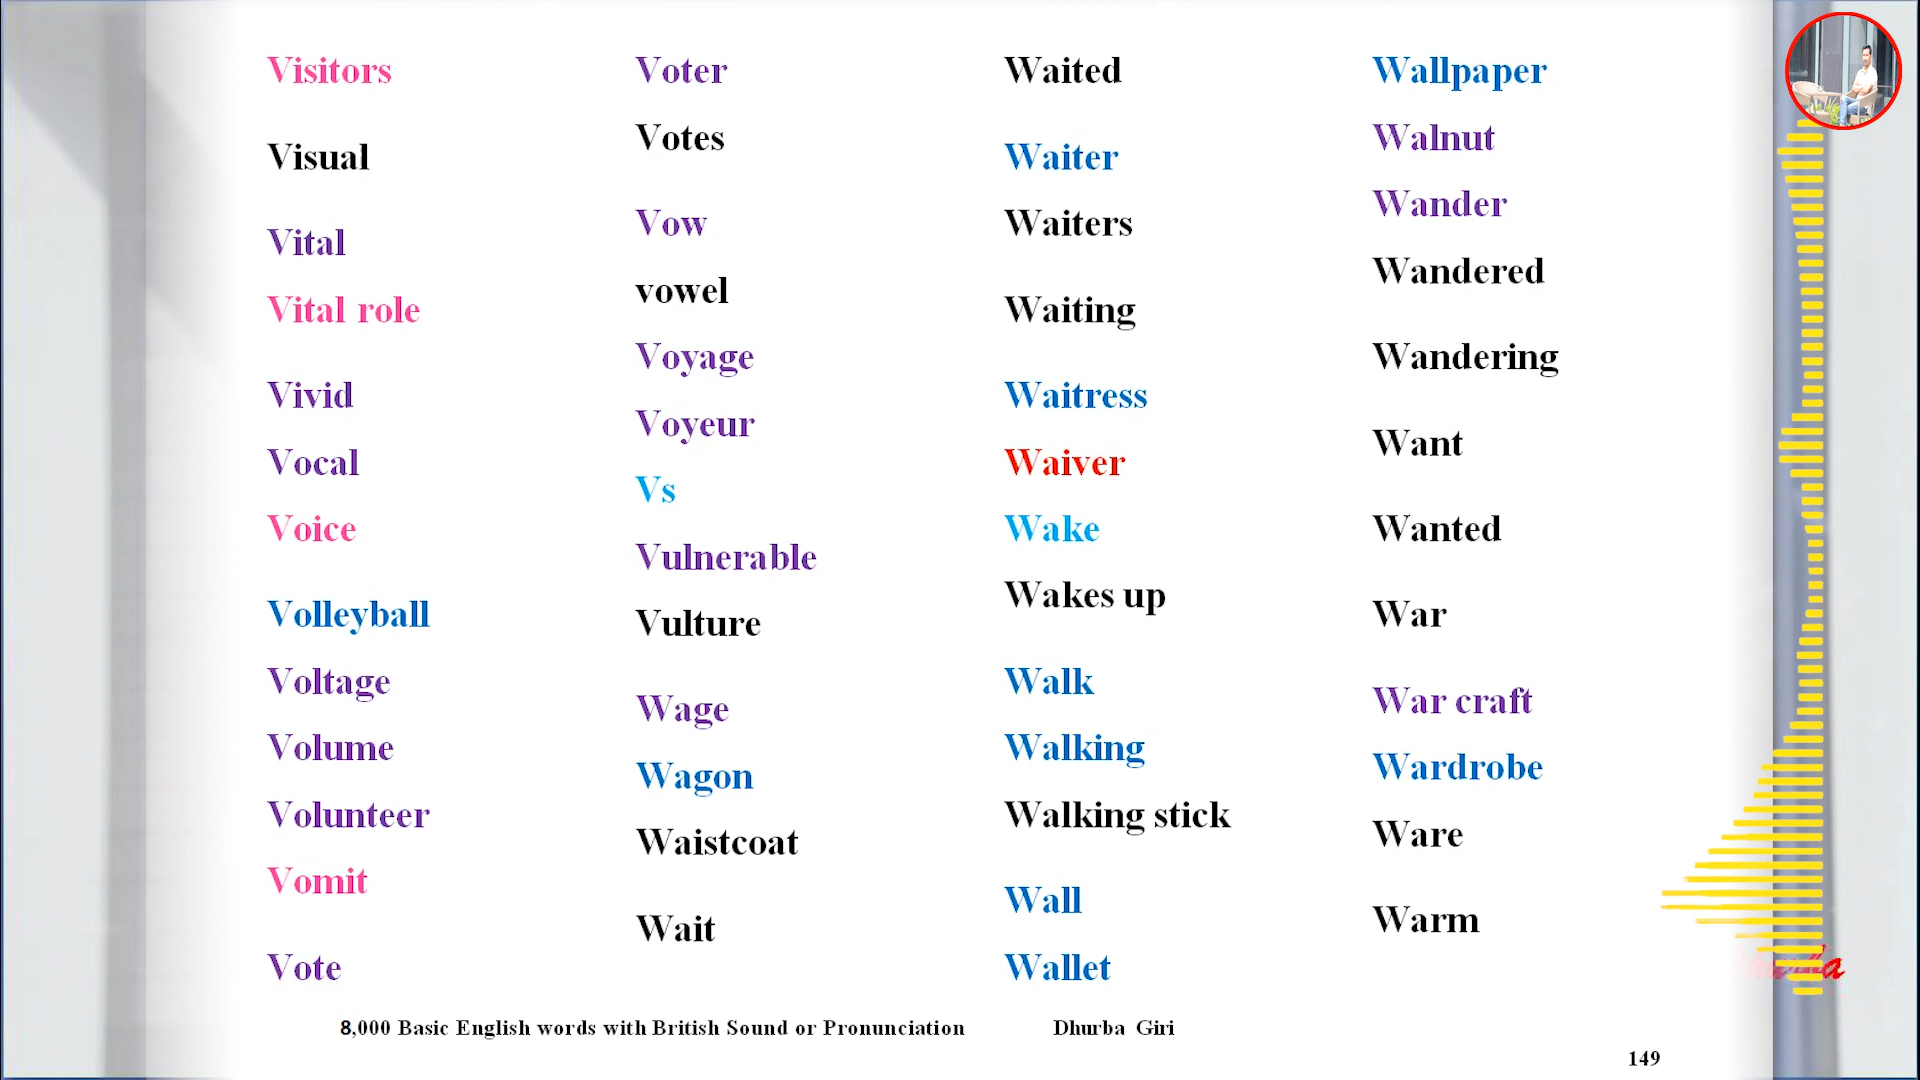 Visitors
Visual
Vital
Vital role
Vivid
Vocal
Voice
Volleyball
Voltage
Volume
Volunteer
Vomit
Vote
Voter
Votes
Vow
vowel
Voyage
Voyeur
Vs
Vulnerable
Vulture
Wage
Wagon
Waistcoat
Wait
Waited
Waiter
Waiters
Waiting
Waitress
Waiver
Wake
Wakes up
Walk
Walking
Walking stick
Wall
Wallet
Wallpaper
Walnut
Wander
Wandered
Wandering
Want
Wanted
War
War craft
Wardrobe
Ware
Warm
8,000 Basic English words with British Sound or Pronunciation Dhurba Giri
149